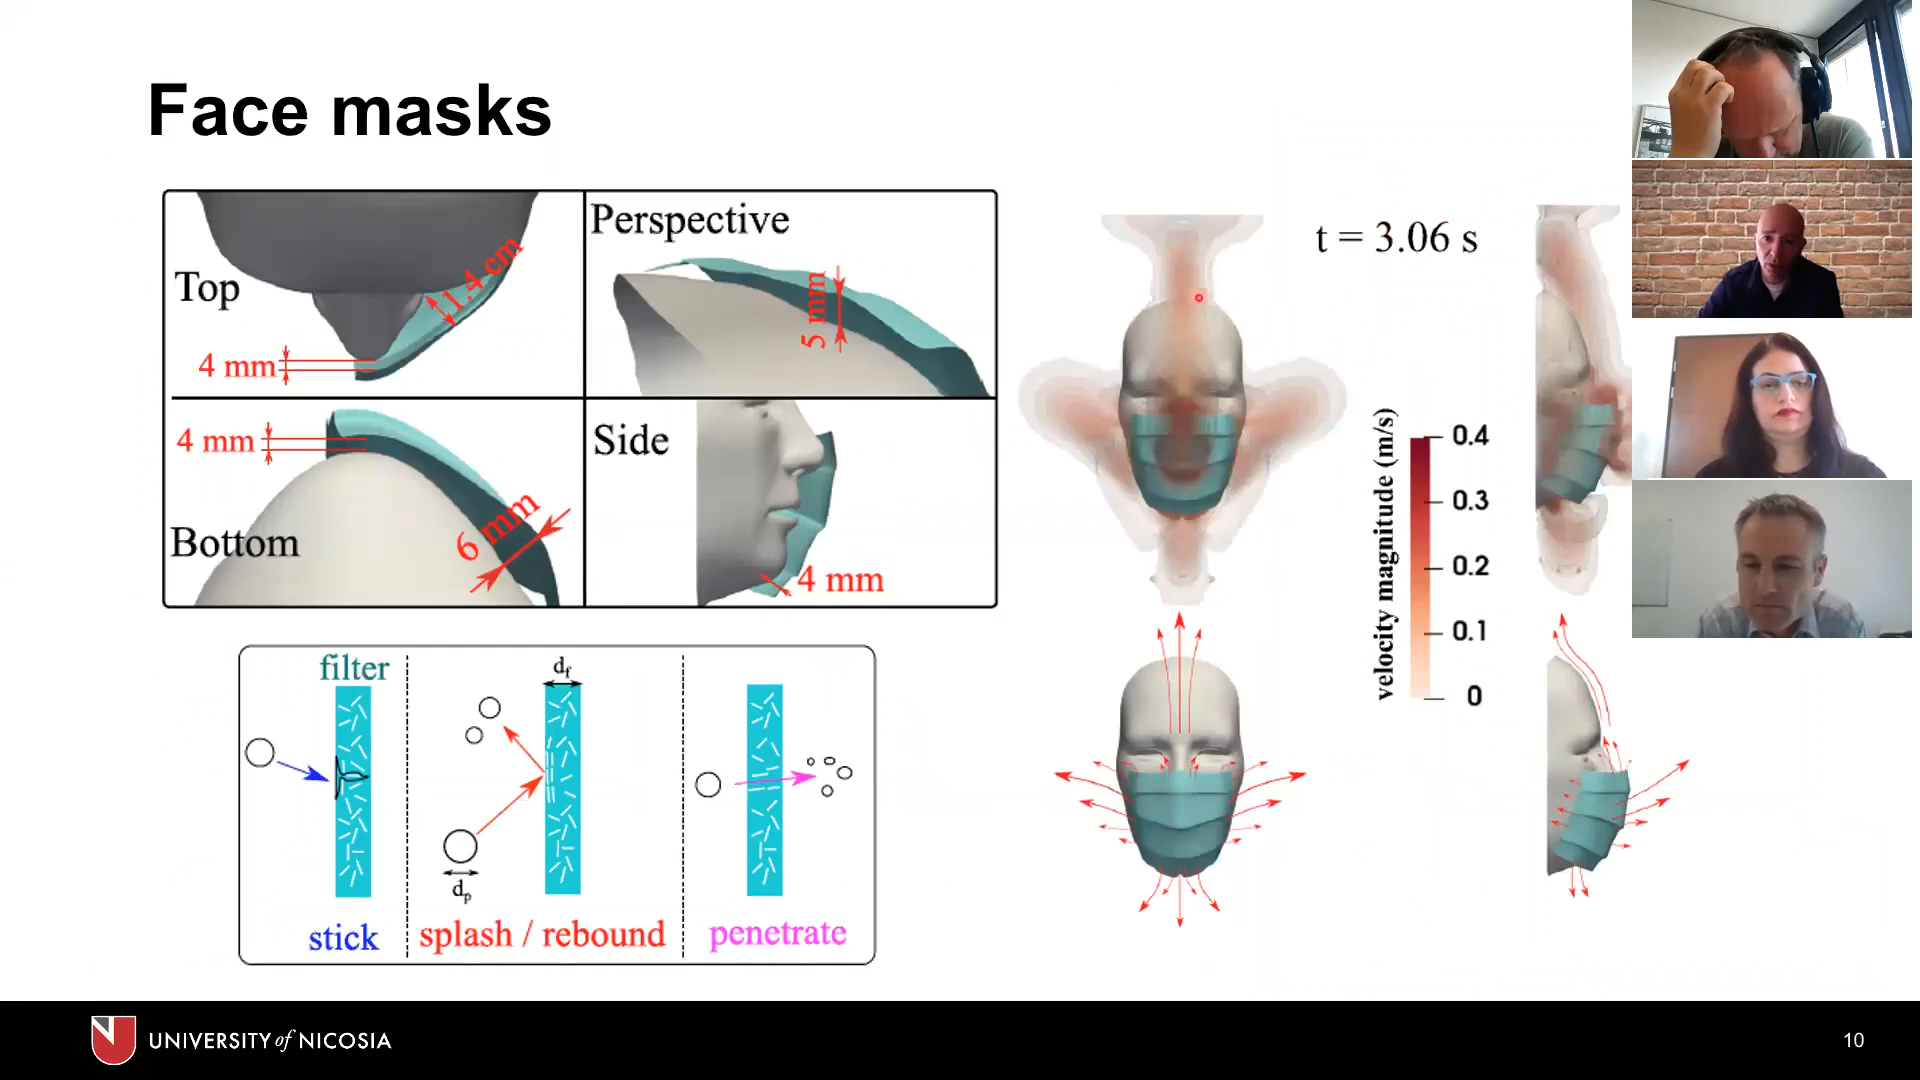 Face masks
Top
1.4 cm
4 mm
Perspective
5 mm
4 mm
Bottom
6 mm
Side
4 mm
t = 3.06 s
velocity magnitude (m/s)
0.4
0.3
0.2
0.1
0
filter
stick
df
dp
splash / rebound
penetrate
UNIVERSITY of NICOSIA
10